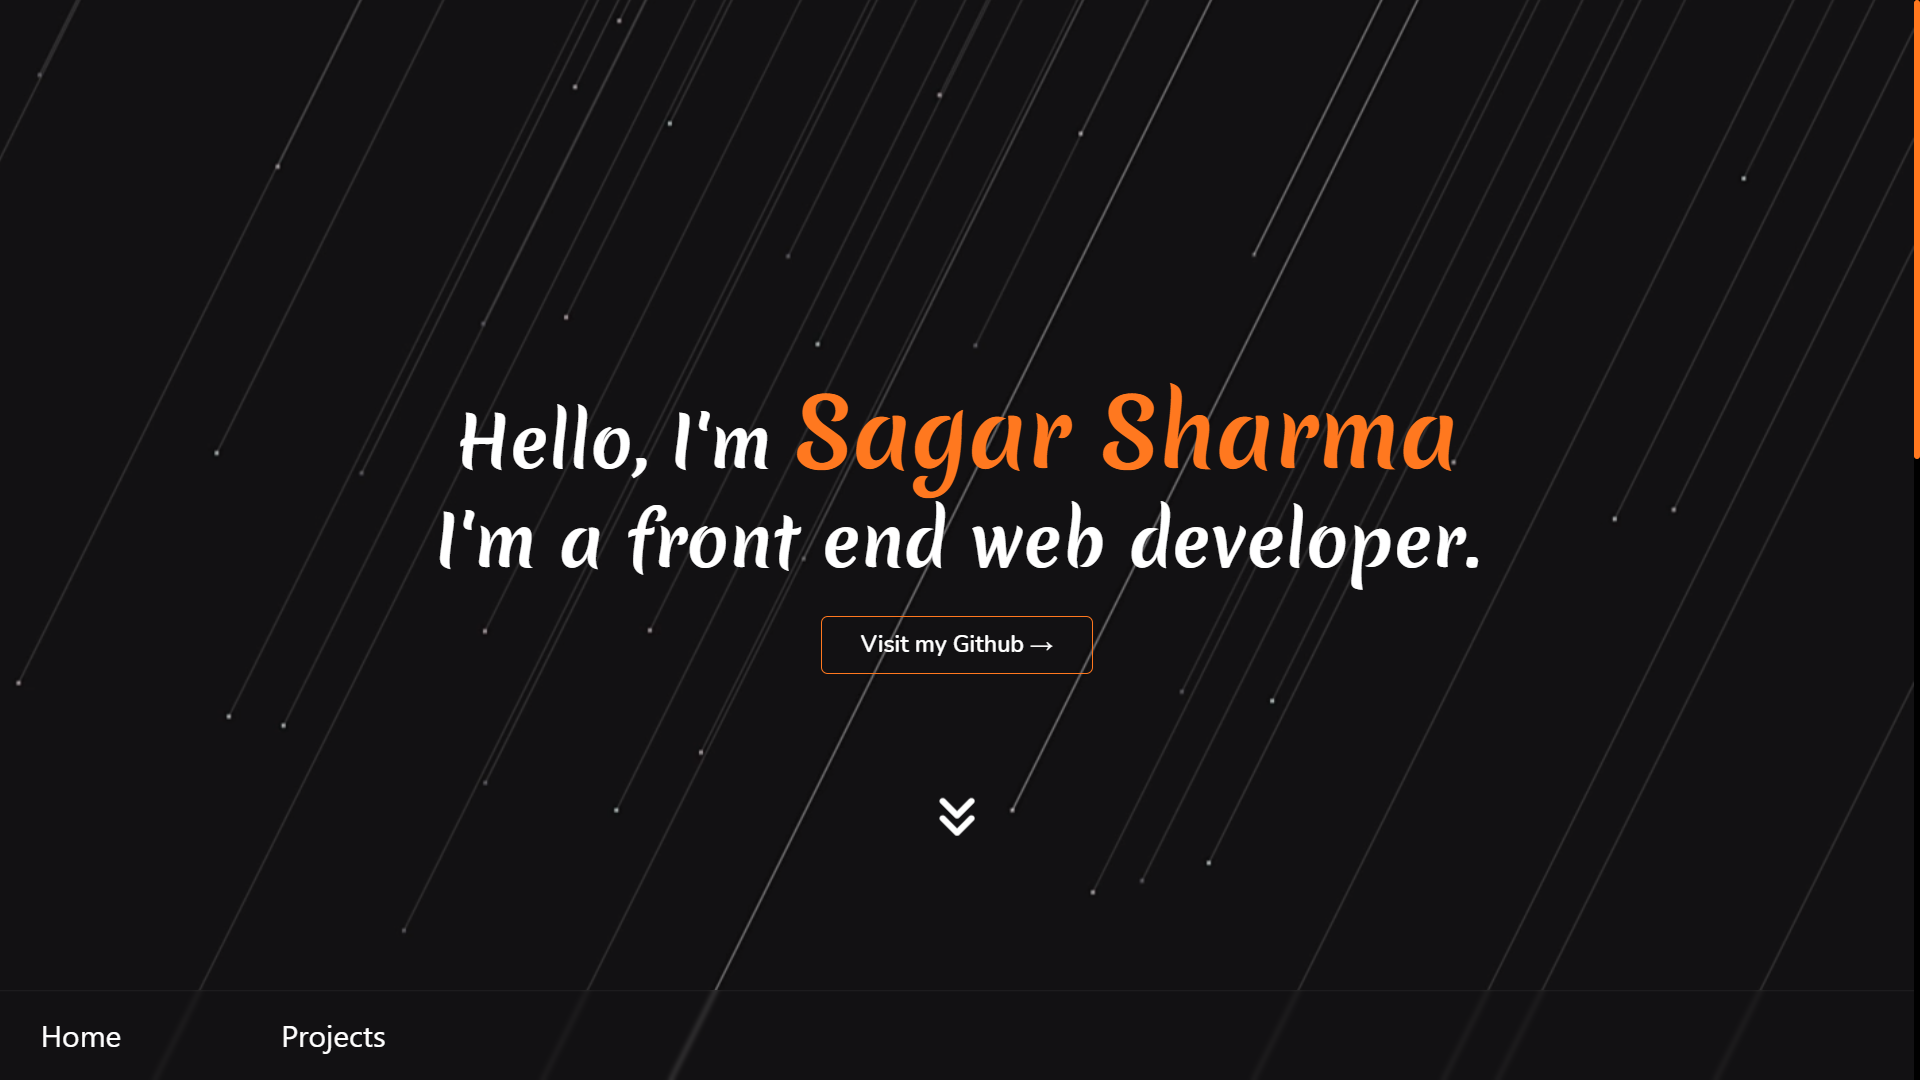 Hello, I'm Sagar Sharma
I'm a front end web developer.
Visit my Github →
Home
Projects